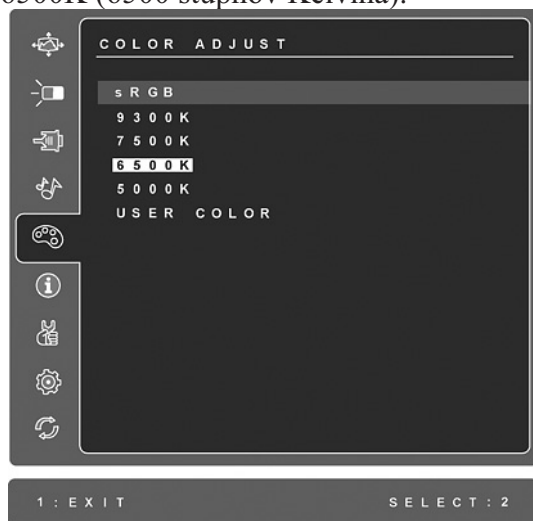 6500K (6500 stupňov Kelvina).
COLOR ADJUST
sRGB
9300K
7500K
6500K
5000K
USER COLOR
1:EXIT SELECT:2